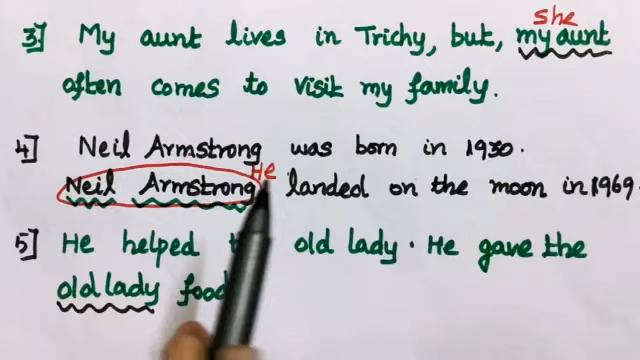 she
3] My aunt lives in Trichy, but, my aunt
often comes to visit my family.
4] Neil Armstrong was born in 1930.
He
Neil Armstrong landed on the moon in 1969.
5] He helped t old lady. He gave the
old lady food